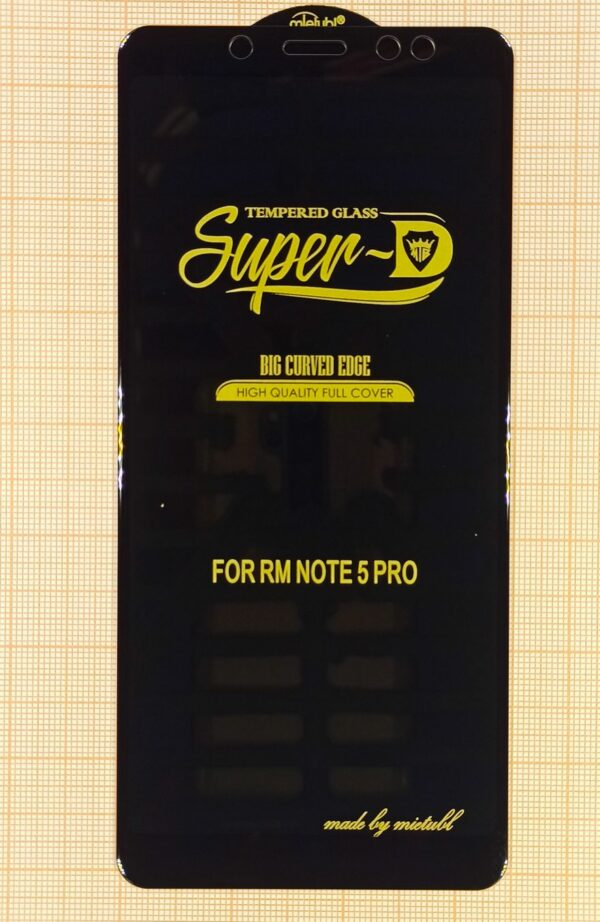 mietubl®
TEMPERED GLASS
Super-D
BIG CURVED EDGE
HIGH QUALITY FULL COVER
FOR RM NOTE 5 PRO
made by mietubl